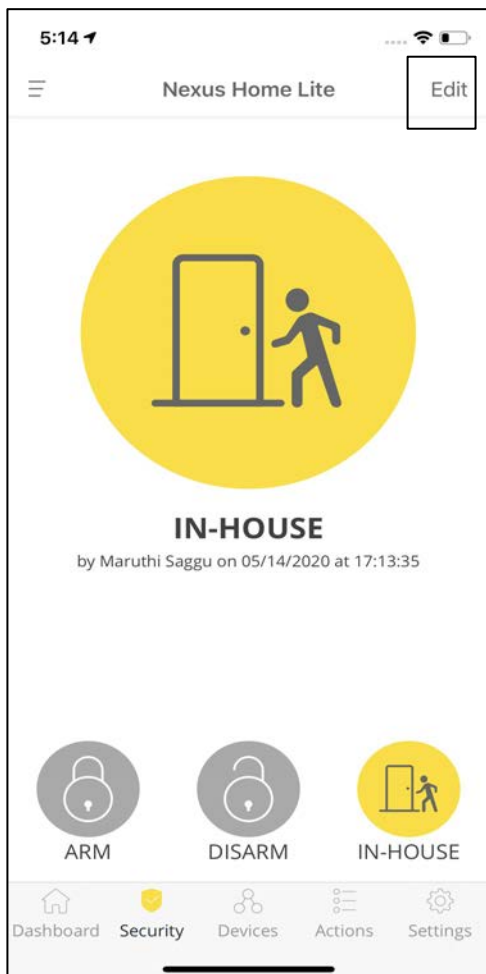 5:14
Nexus Home Lite Edit
IN-HOUSE
by Maruthi Saggu on 05/14/2020 at 17:13:35
ARM DISARM IN-HOUSE
Dashboard Security Devices Actions Settings